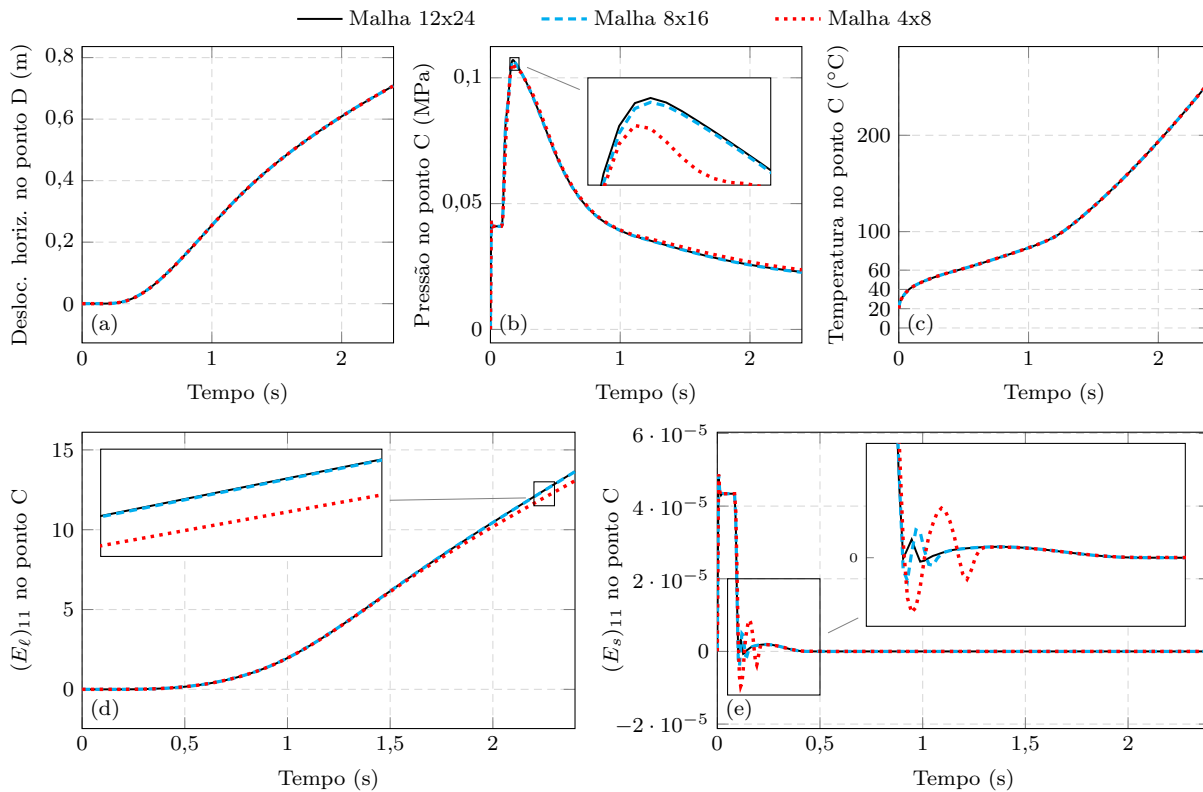 Malha 12x24 Malha 8x16 Malha 4x8
Desloc. horiz. no ponto D (m)
0,8
0,6
0,4
0,2
0
(a)
0 1 2
Tempo (s)
Pressão no ponto C (MPa)
0,1
0,05
0
(b)
0 1 2
Tempo (s)
Temperatura no ponto C (°C)
200
100
60
40
20
0
(c)
0 1 2
Tempo (s)
(Eℓ)₁₁ no ponto C
15
10
5
0
(d)
0 0,5 1 1,5 2
Tempo (s)
(Eₛ)₁₁ no ponto C
6 · 10⁻⁵
4 · 10⁻⁵
2 · 10⁻⁵
0
−2 · 10⁻⁵
0
(e)
0 0,5 1 1,5 2
Tempo (s)